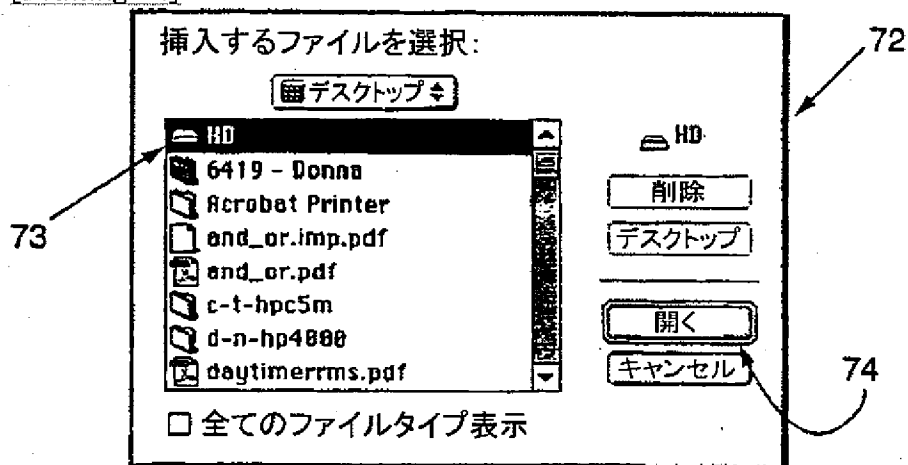 挿入するファイルを選択:
72
デスクトップ
HD
HD
6419 - Donna
削除
Acrobat Printer
73
and_or.imp.pdf
デスクトップ
and_or.pdf
c-t-hpc5m
開く
d-n-hp4000
daytimerrms.pdf
キャンセル
74
全てのファイルタイプ表示